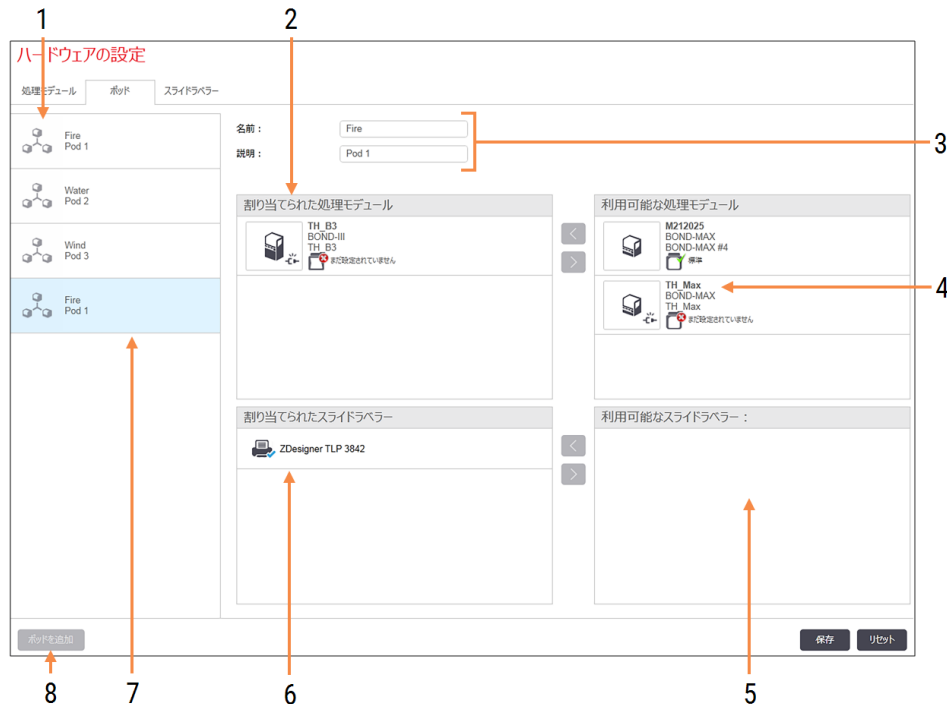 1
2
ハードウェアの設定
処理モジュール
ポッド
スライドラベラー
Fire
Pod 1
Water
Pod 2
Wind
Pod 3
Fire
Pod 1
名前：
Fire
説明：
Pod 1
3
割り当てられた処理モジュール
TH_B3
BOND-III
TH_B3
まだ設定されていません
<
>
利用可能な処理モジュール
M212025
BOND-MAX
BOND-MAX #4
標準
TH_Max
BOND-MAX
TH_Max
まだ設定されていません
4
割り当てられたスライドラベラー
ZDesigner TLP 3842
<
>
利用可能なスライドラベラー：
ポッドを追加
保存
リセット
8
7
6
5